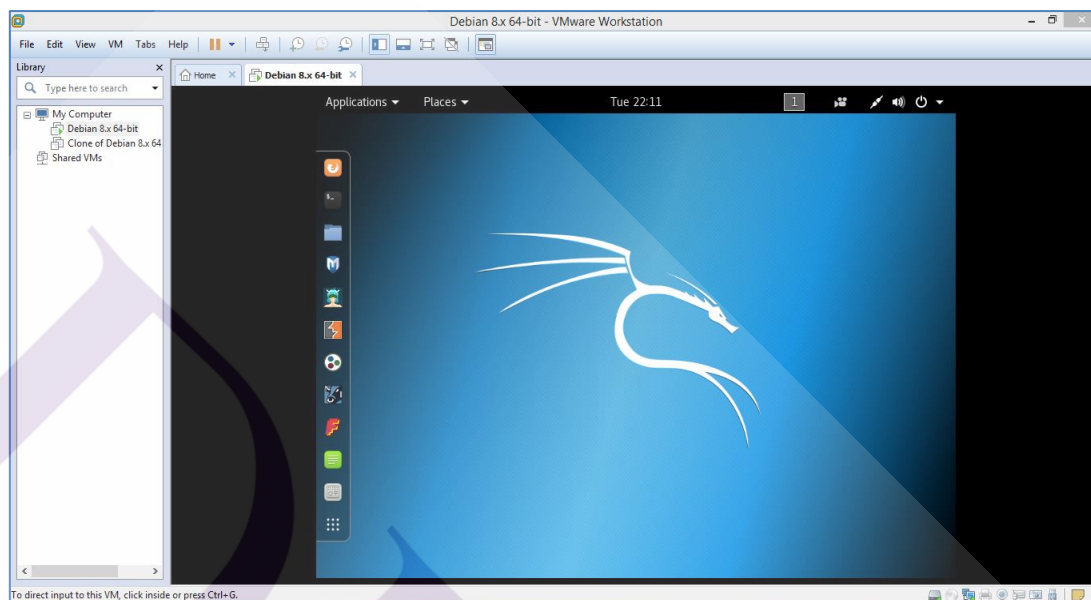 Debian 8.x 64-bit - VMware Workstation
File Edit View VM Tabs Help
Library
Type here to search
My Computer
Debian 8.x 64-bit
Clone of Debian 8.x 64
Shared VMs
Home
Debian 8.x 64-bit
Applications Places Tue 22:11 1
To direct input to this VM, click inside or press Ctrl+G.